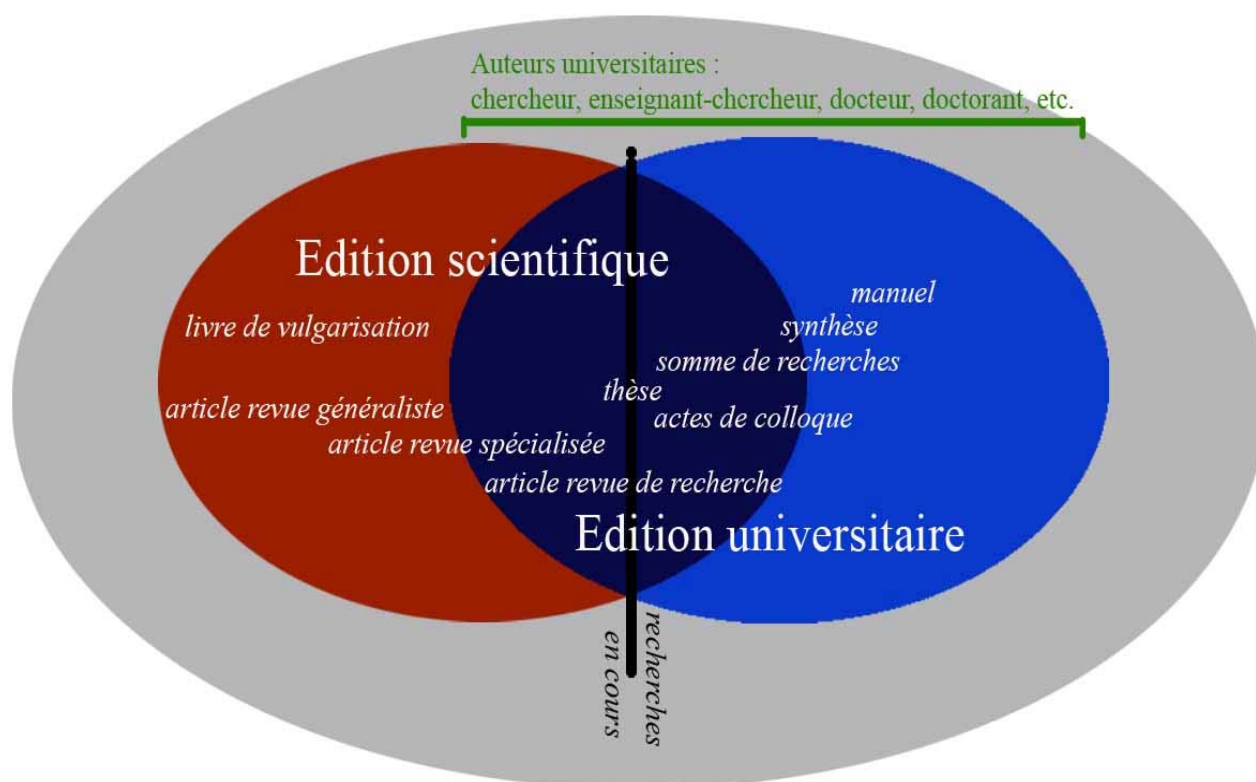 Auteurs universitaires :
chercheur, enseignant-chcrcheur, docteur, doctorant, etc.
Edition scientifique
manuel
livre de vulgarisation
synthèse
somme de recherches
thèse
article revue généraliste
actes de colloque
article revue spécialisée
article revue de recherche
Edition universitaire
recherches
en cours